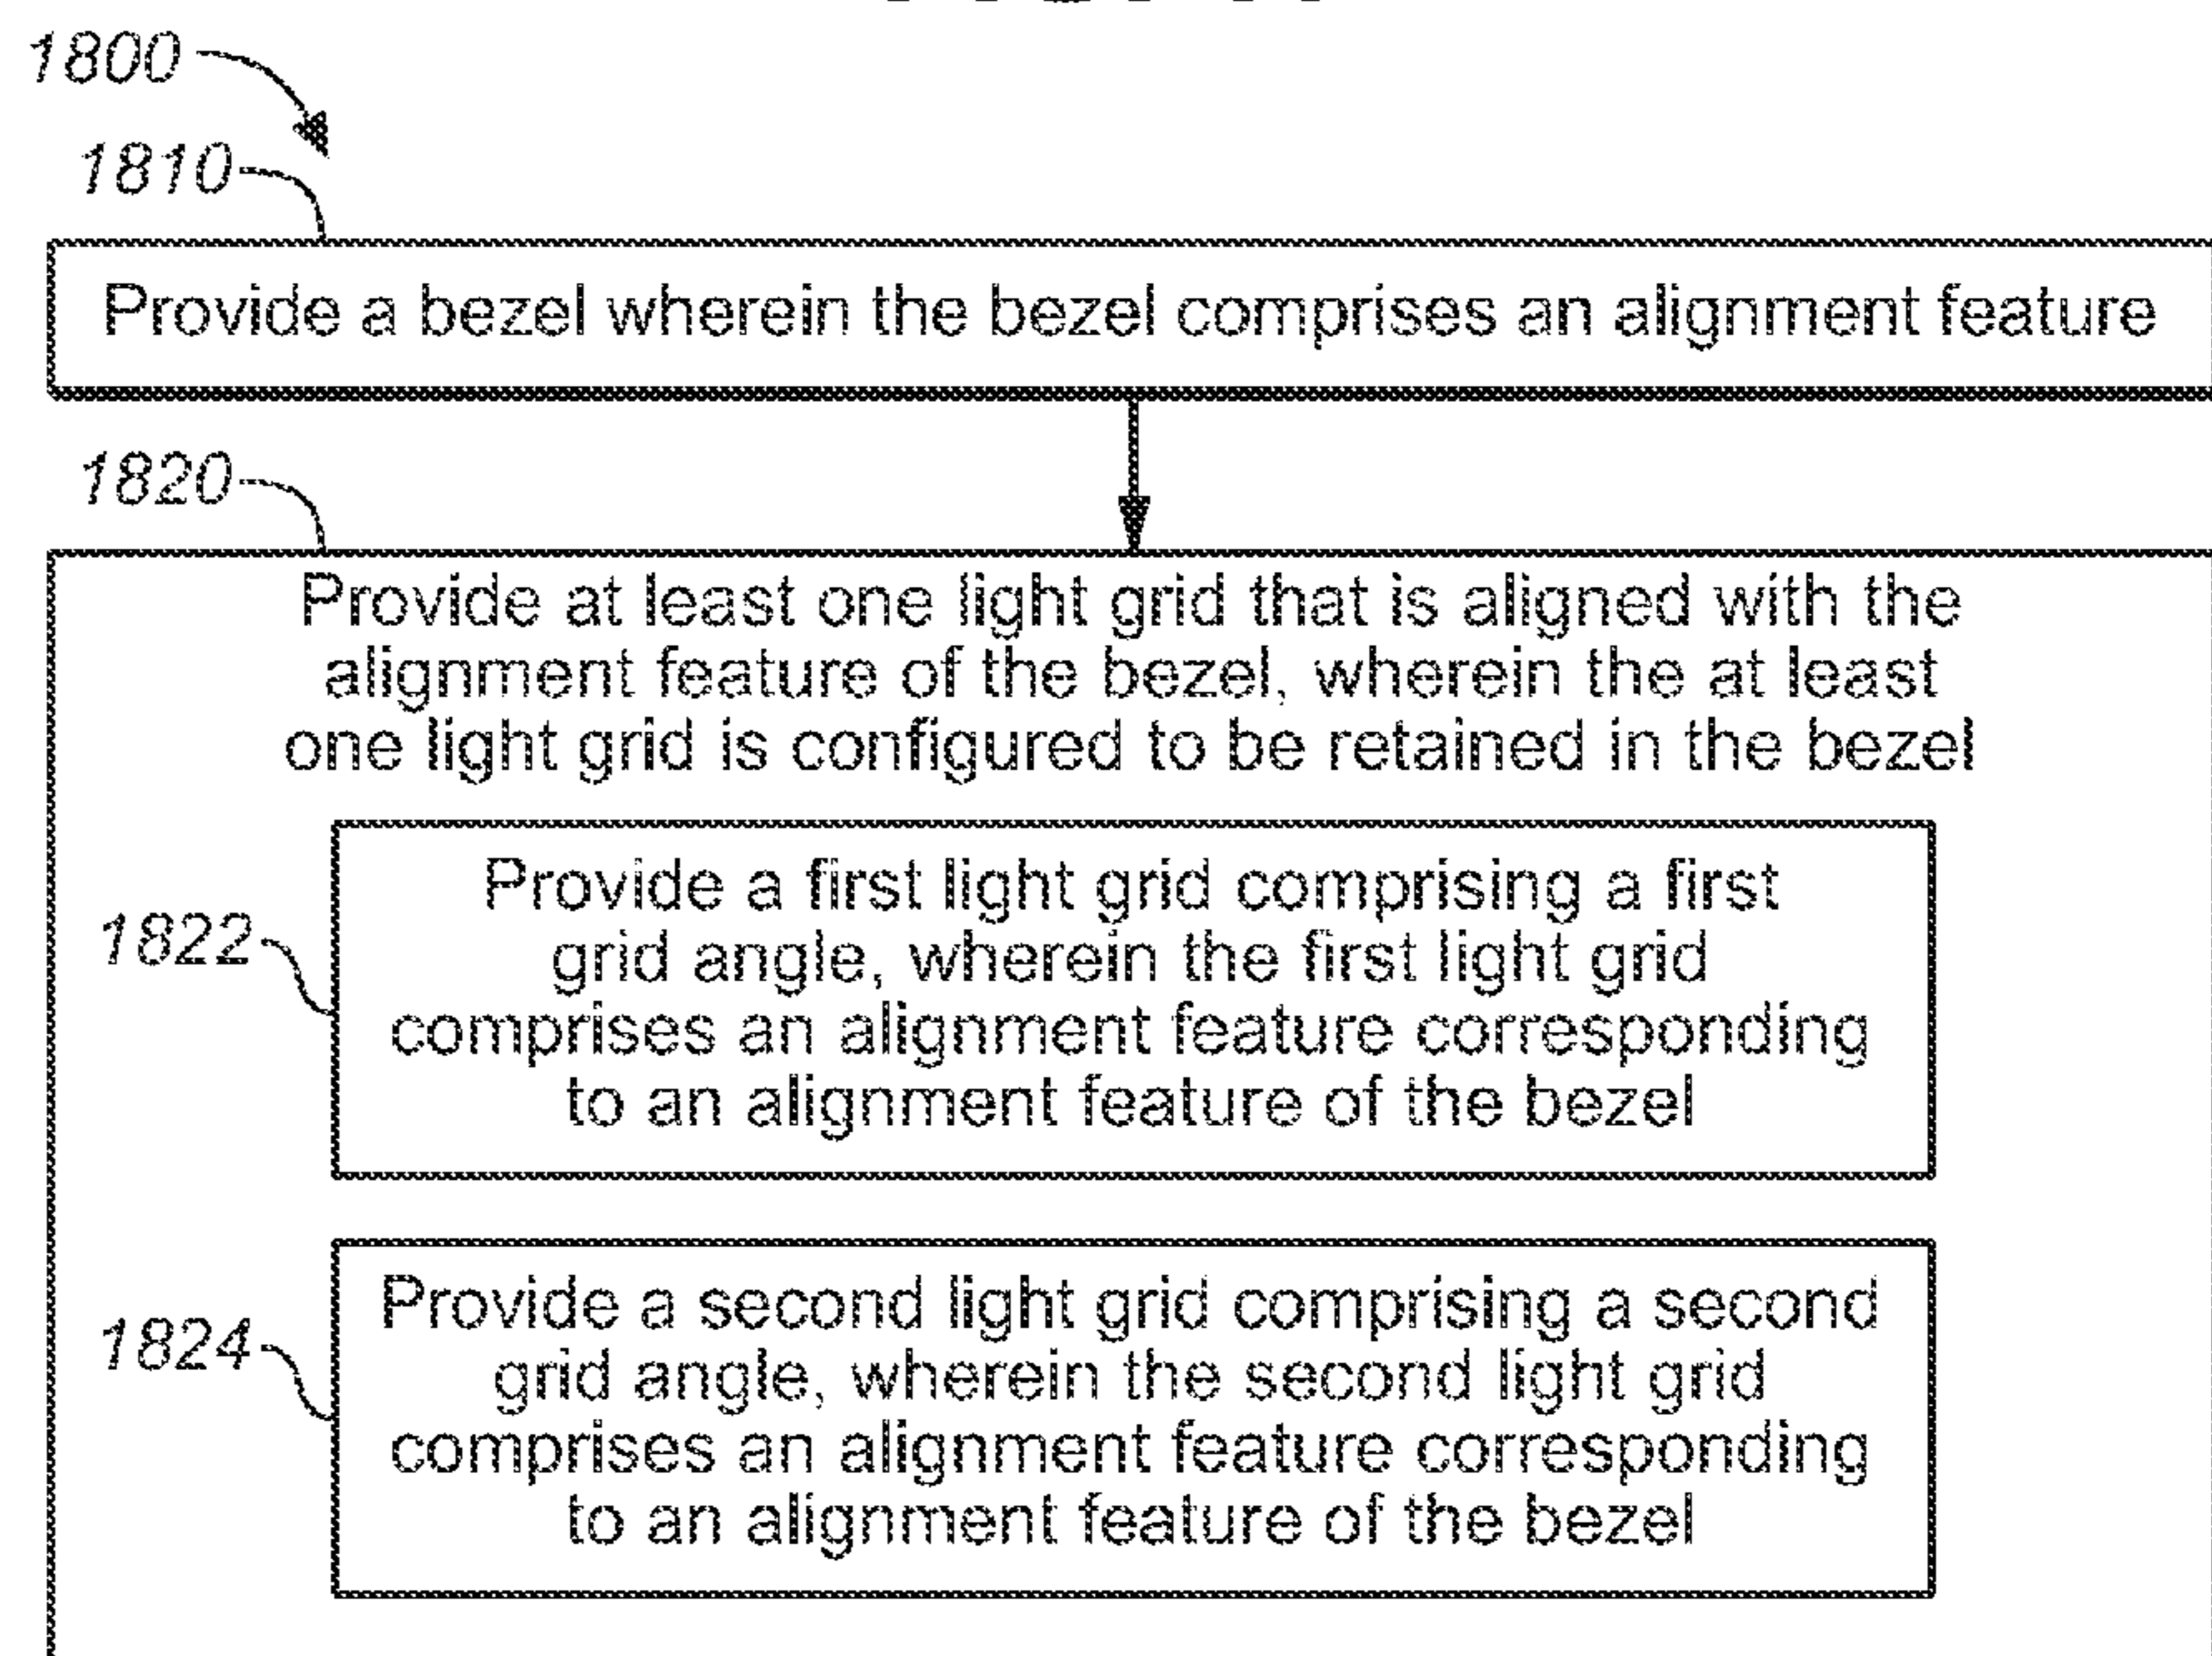 1800
1810
Provide a bezel wherein the bezel comprises an alignment feature
1820
Provide at least one light grid that is aligned with the
alignment feature of the bezel, wherein the at least
one light grid is configured to be retained in the bezel
1822
Provide a first light grid comprising a first
grid angle, wherein the first light grid
comprises an alignment feature corresponding
to an alignment feature of the bezel
1824
Provide a second light grid comprising a second
grid angle, wherein the second light grid
comprises an alignment feature corresponding
to an alignment feature of the bezel